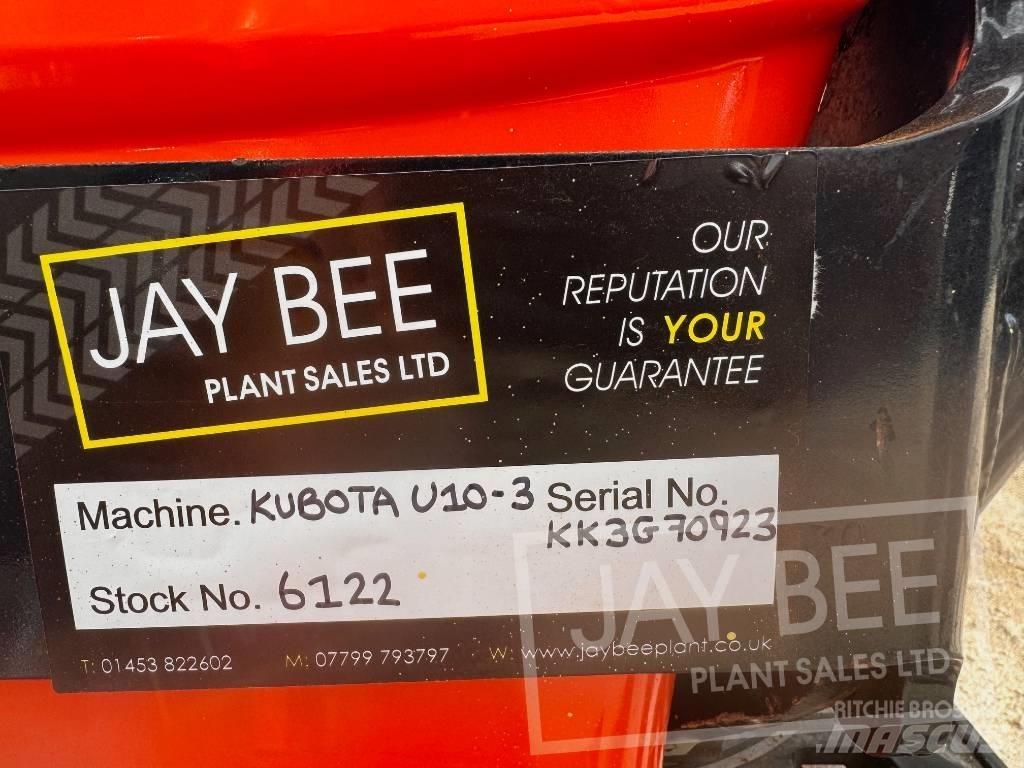 JAY BEE
PLANT SALES LTD
OUR
REPUTATION
IS YOUR
GUARANTEE
Machine. KUBOTA U10-3 Serial No.
KK3G70923
Stock No. 6122
T: 01453 822602 M: 07799 793797 W: www.jaybeeplant.co.uk
JAY BEE
PLANT SALES LTD
RITCHIE BROS
MASCUS